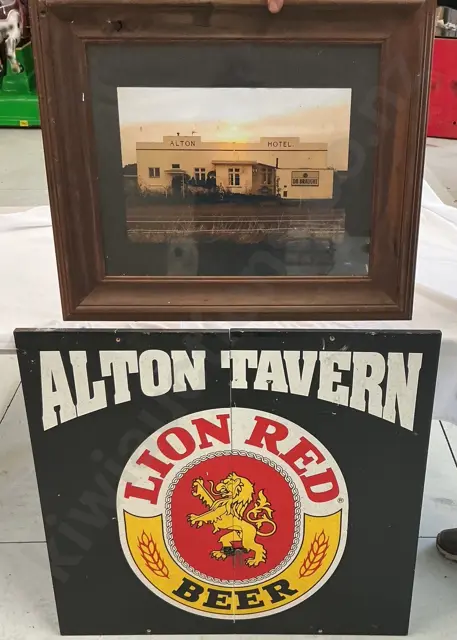 ALTON HOTEL
ALTON TAVERN
LION RED
®
BEER